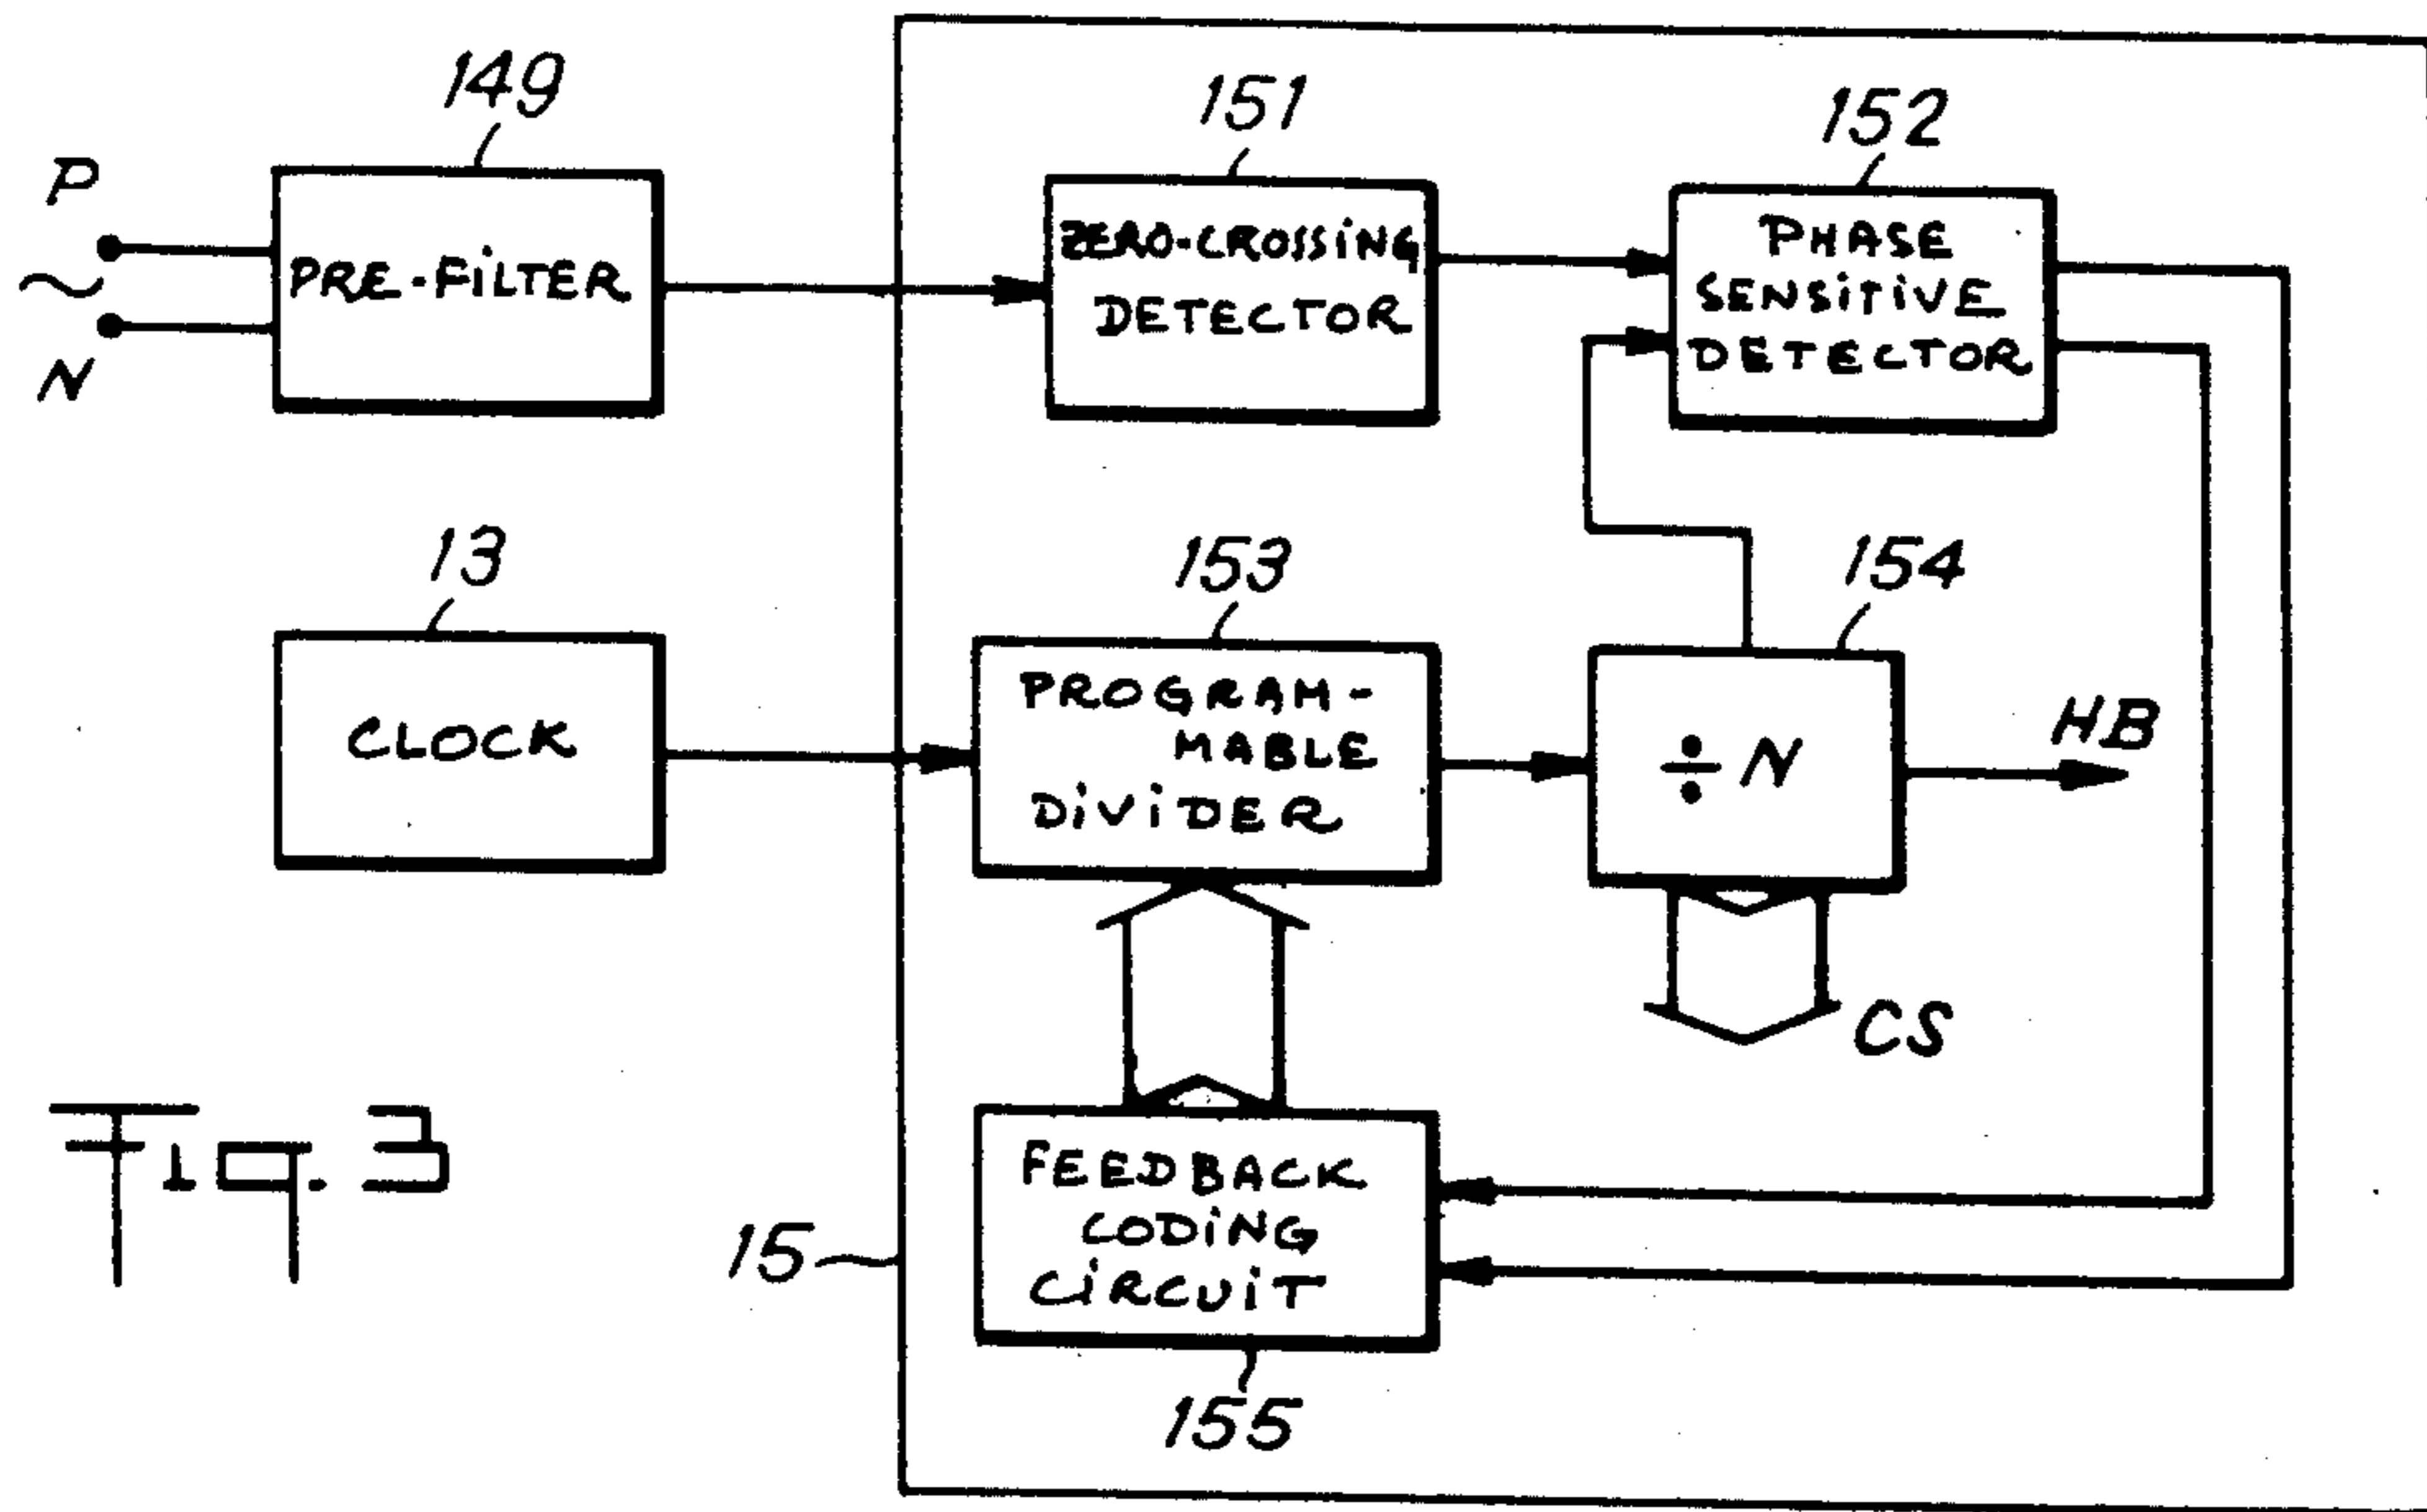 149
P
~
N
PRE-FILTER
151
ZERO-CROSSING
DETECTOR
152
PHASE
SENSITIVE
DETECTOR
13
CLOCK
153
PROGRAM-
MABLE
DIVIDER
154
÷ N
HB
CS
FEEDBACK
CODING
CIRCUIT
155
15
Fig. 3